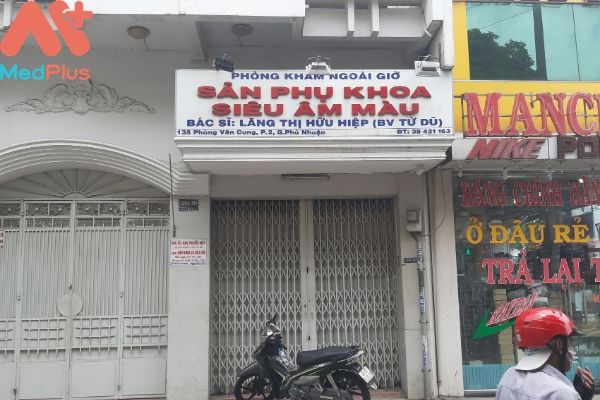 MedPlus
PHÒNG KHÁM NGOÀI GIỜ
SẢN PHỤ KHOA
SIÊU ÂM MÀU
BÁC SĨ: LĂNG THỊ HỮU HIỆP (BV TỪ DŨ)
135 Phùng Văn Cung, P.2, Q.Phú Nhuận
ĐT: 38 421 163
MANC
NIKE PO
HÀNG CHÍNH HÃN
Ở ĐÂU RẺ
TRẢ LẠI T